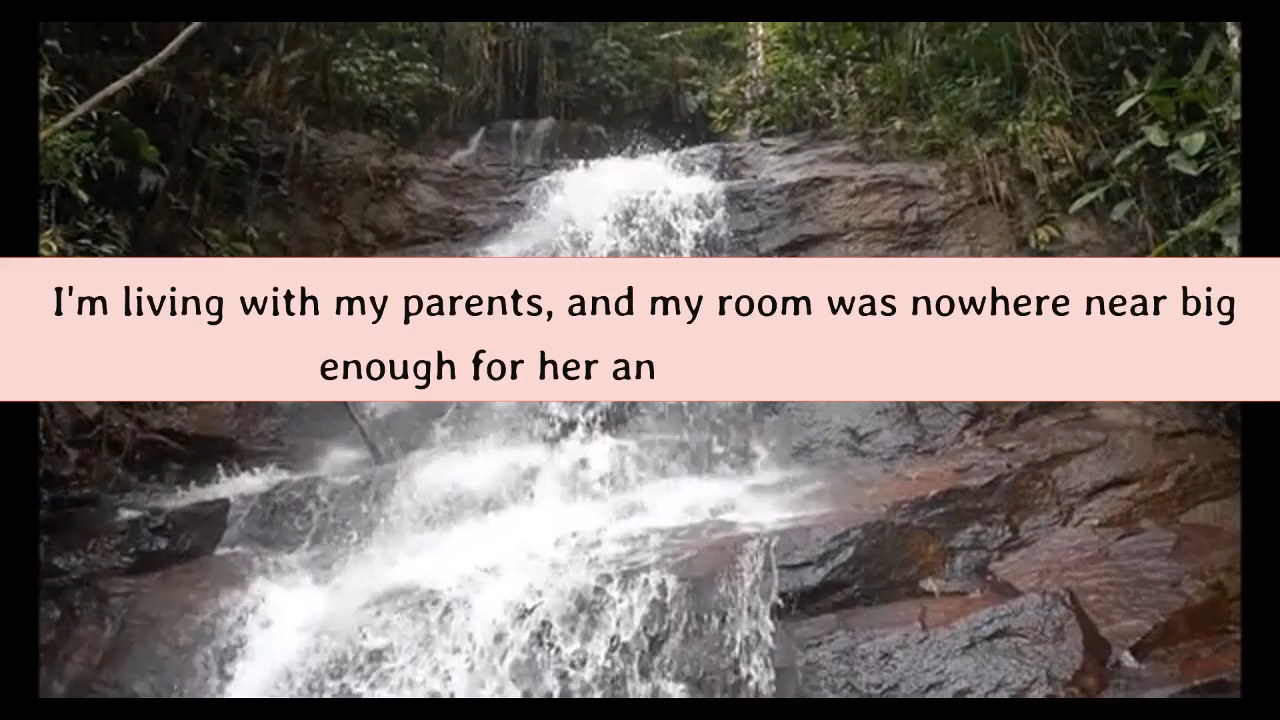 I'm living with my parents, and my room was nowhere near big
enough for her an